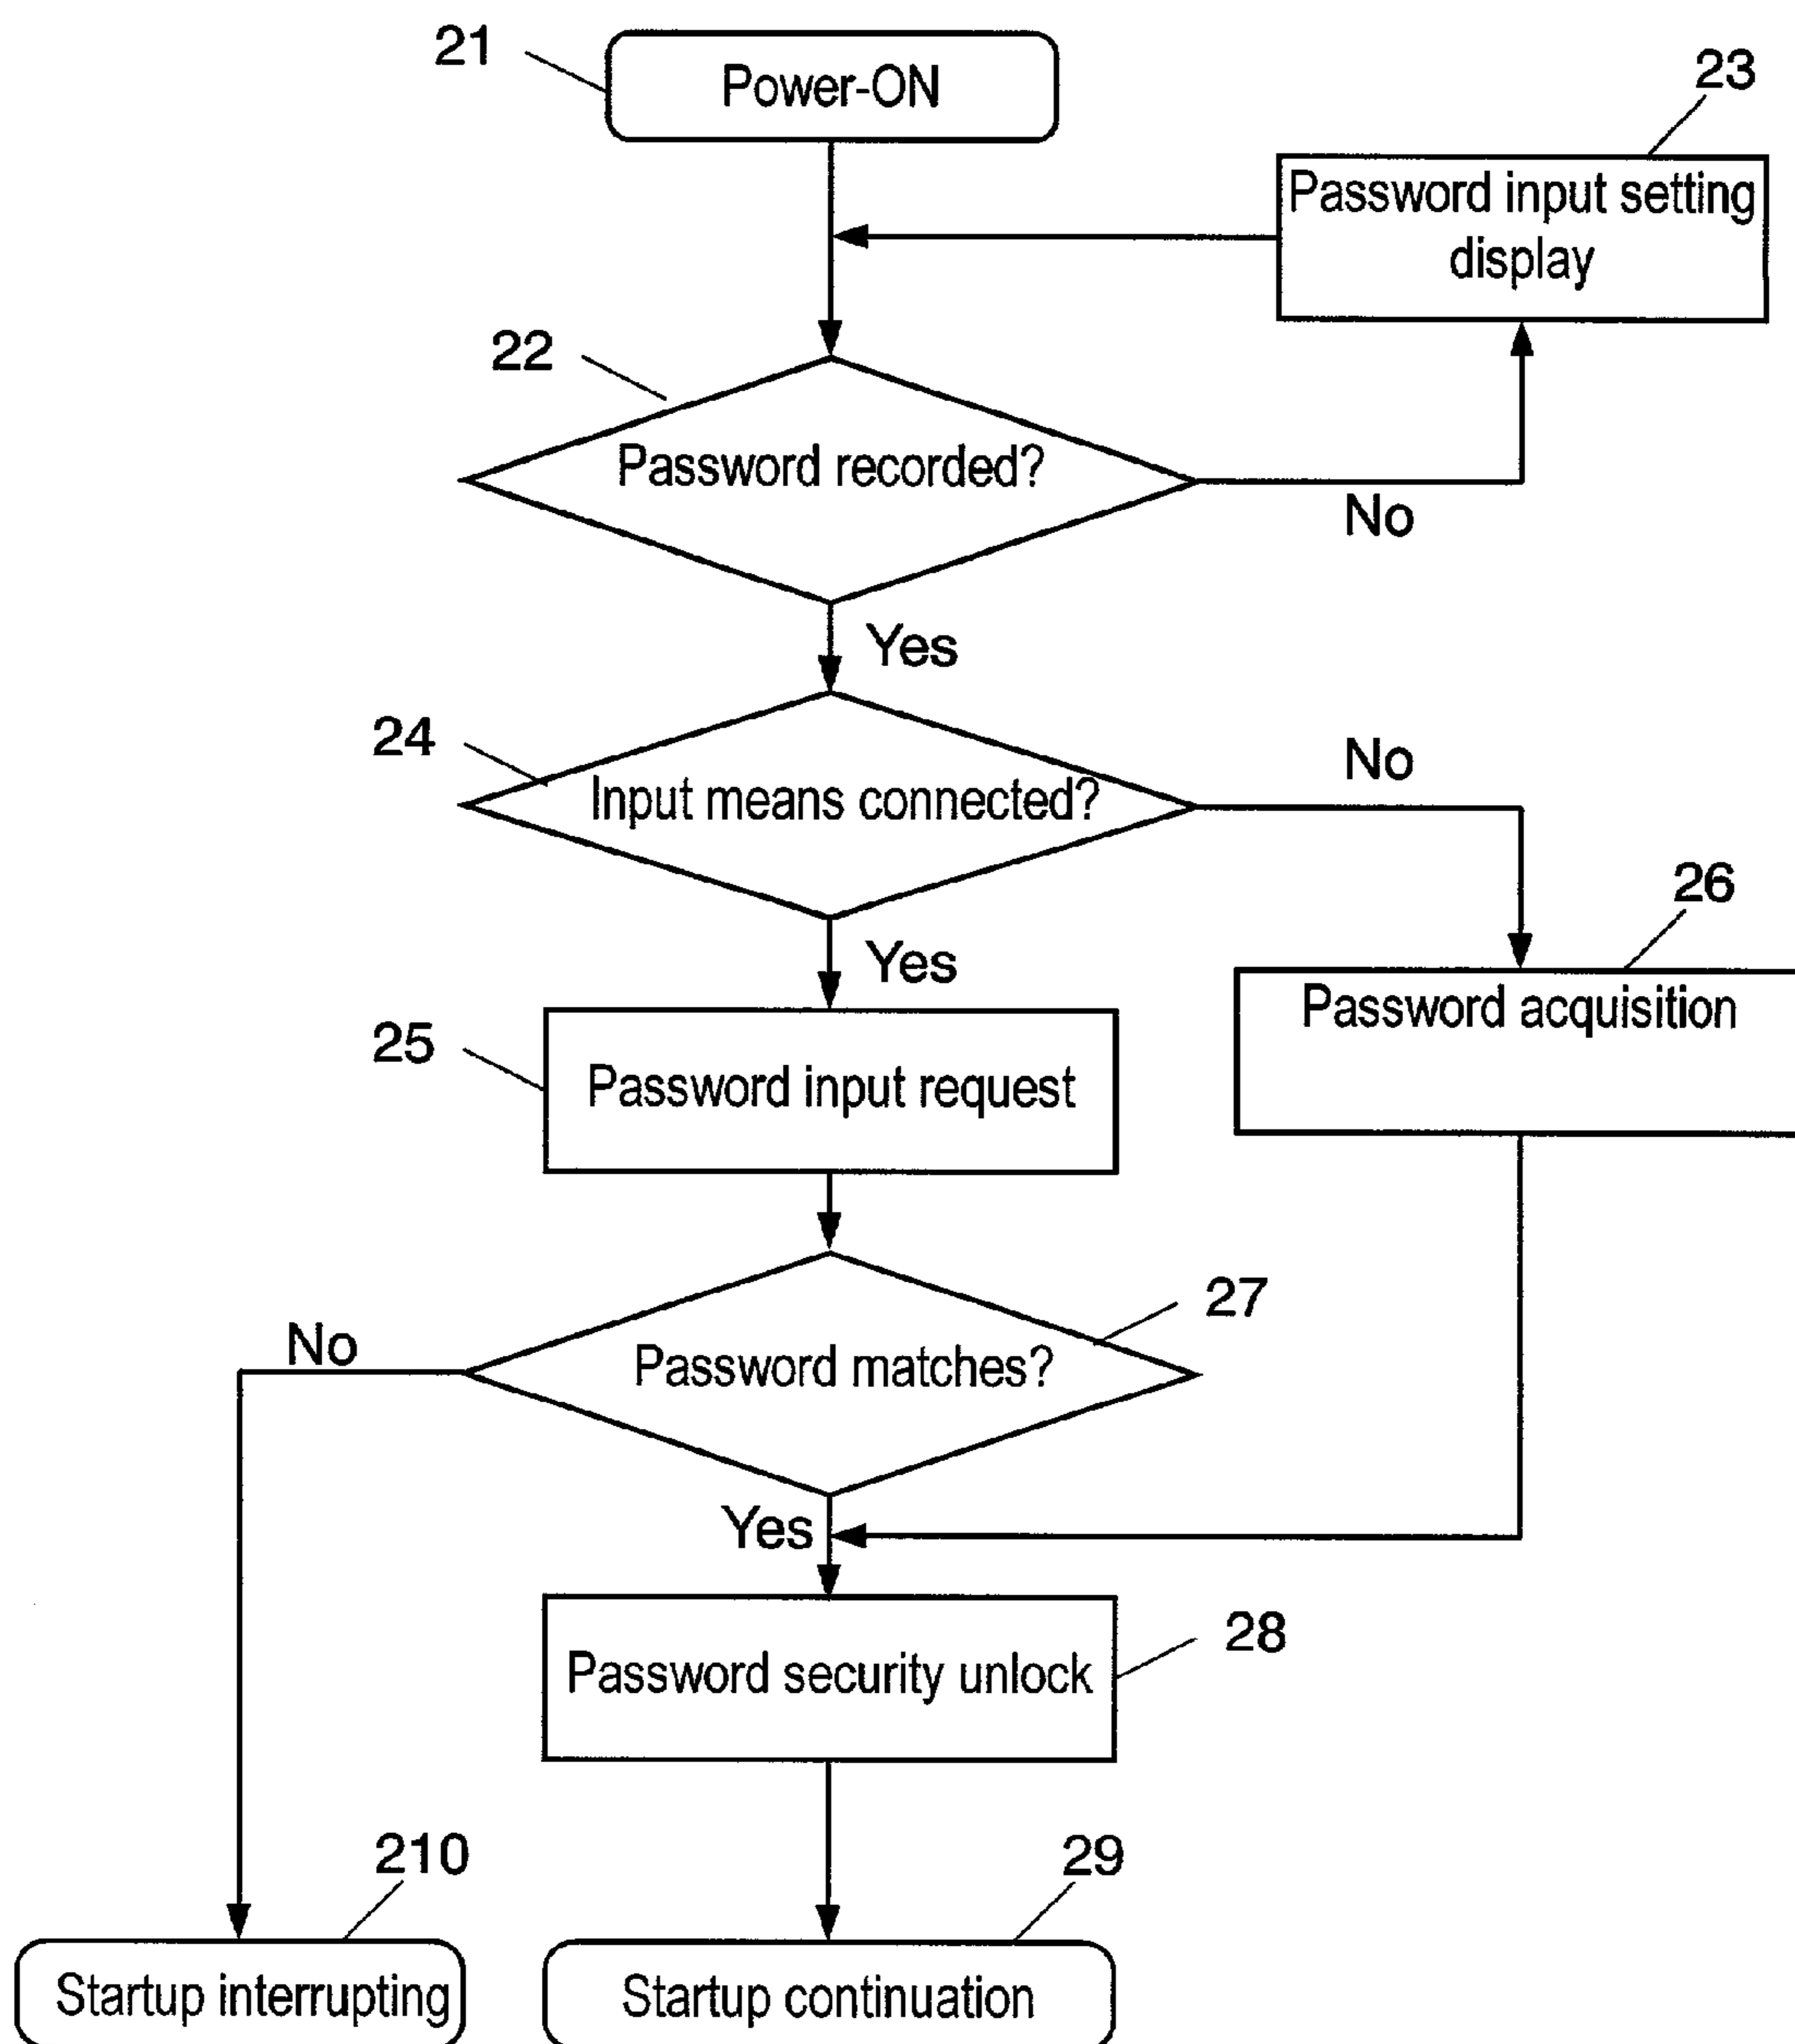 21
Power-ON
23
Password input setting
display
22
Password recorded?
No
Yes
24
Input means connected?
No
26
Yes
Password acquisition
25
Password input request
27
No
Password matches?
Yes
28
Password security unlock
210
29
Startup interrupting
Startup continuation